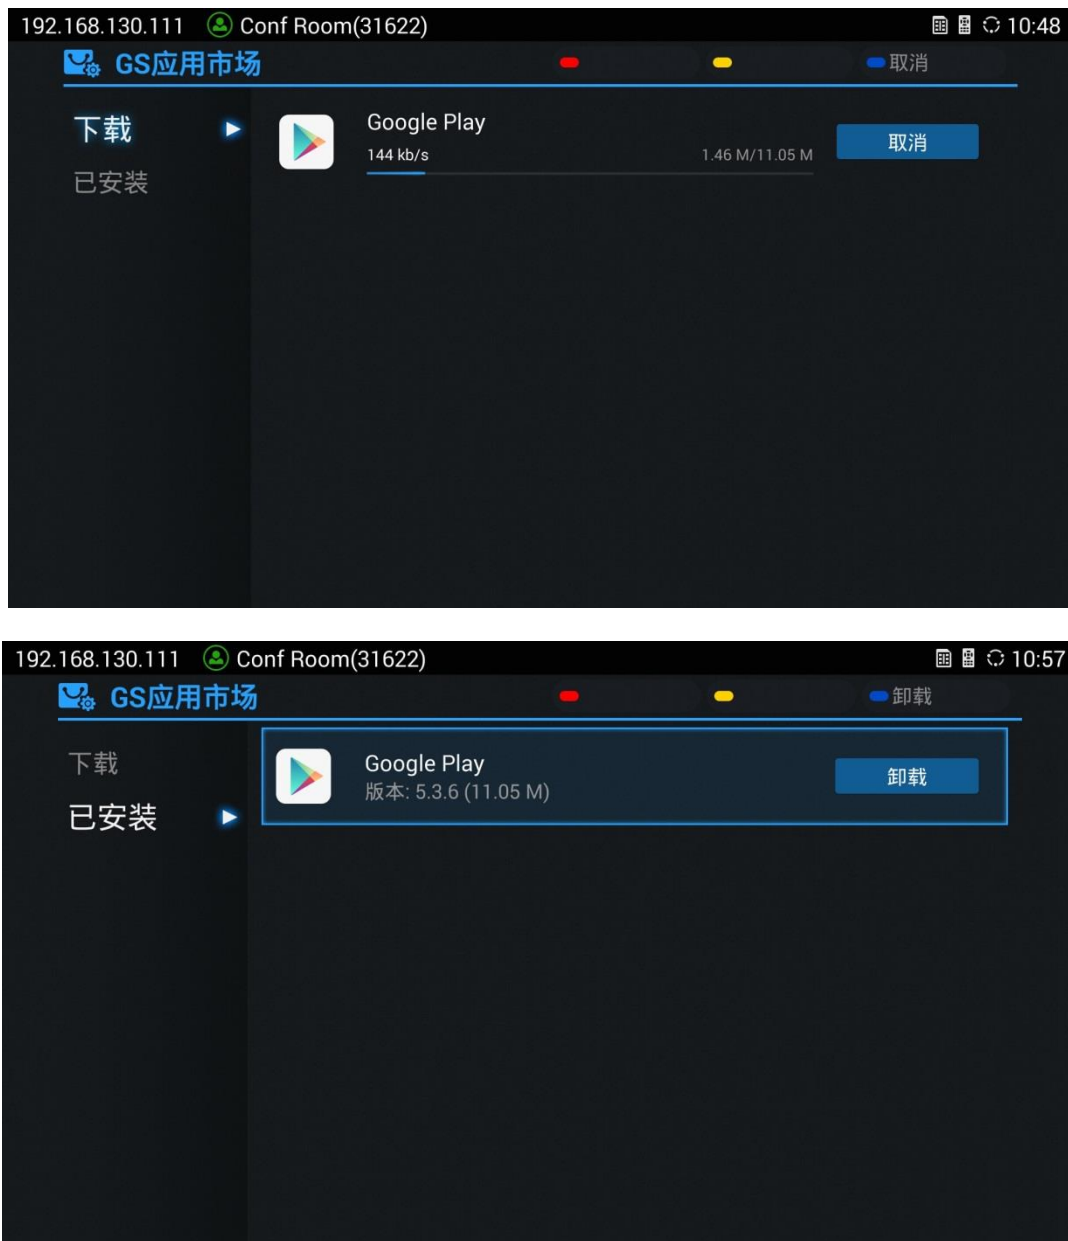 192.168.130.111 Conf Room(31622) 10:48
GS应用市场 取消
下载
Google Play
144 kb/s 1.46 M/11.05 M
取消
已安装
192.168.130.111 Conf Room(31622) 10:57
GS应用市场 卸载
下载
Google Play
版本: 5.3.6 (11.05 M)
卸载
已安装